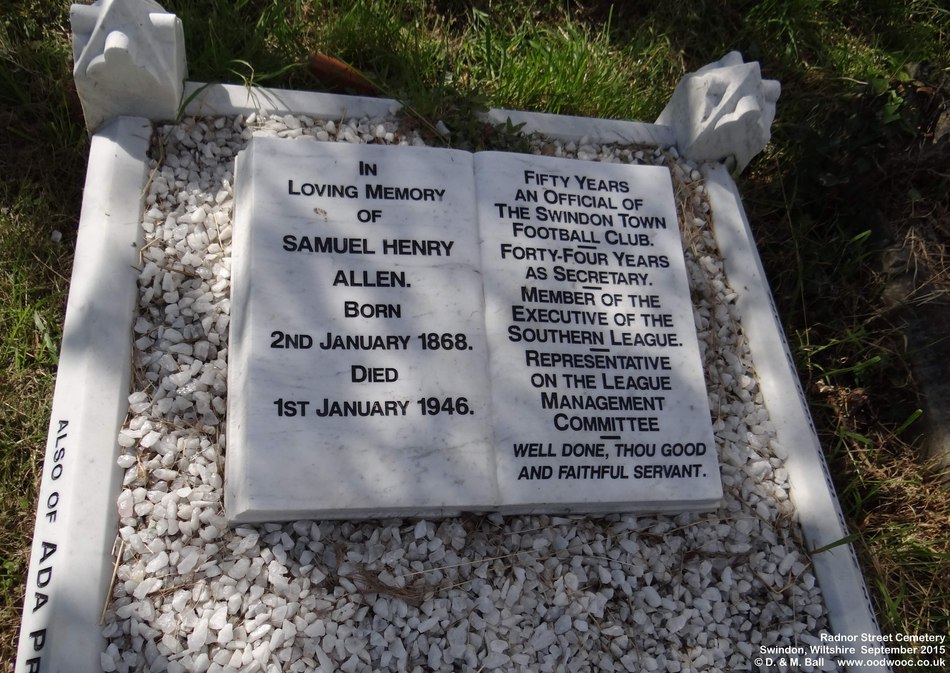 IN
LOVING MEMORY
OF
SAMUEL HENRY
ALLEN.
BORN
2ND JANUARY 1868.
DIED
1ST JANUARY 1946.
FIFTY YEARS
AN OFFICIAL OF
THE SWINDON TOWN
FOOTBALL CLUB.
FORTY-FOUR YEARS
AS SECRETARY.
MEMBER OF THE
EXECUTIVE OF THE
SOUTHERN LEAGUE.
REPRESENTATIVE
ON THE LEAGUE
MANAGEMENT
COMMITTEE
WELL DONE, THOU GOOD
AND FAITHFUL SERVANT.
ALSO OF ADA
Radnor Street Cemetery
Swindon, Wiltshire September 2015
© D. & M. Ball www.oodwooc.co.uk